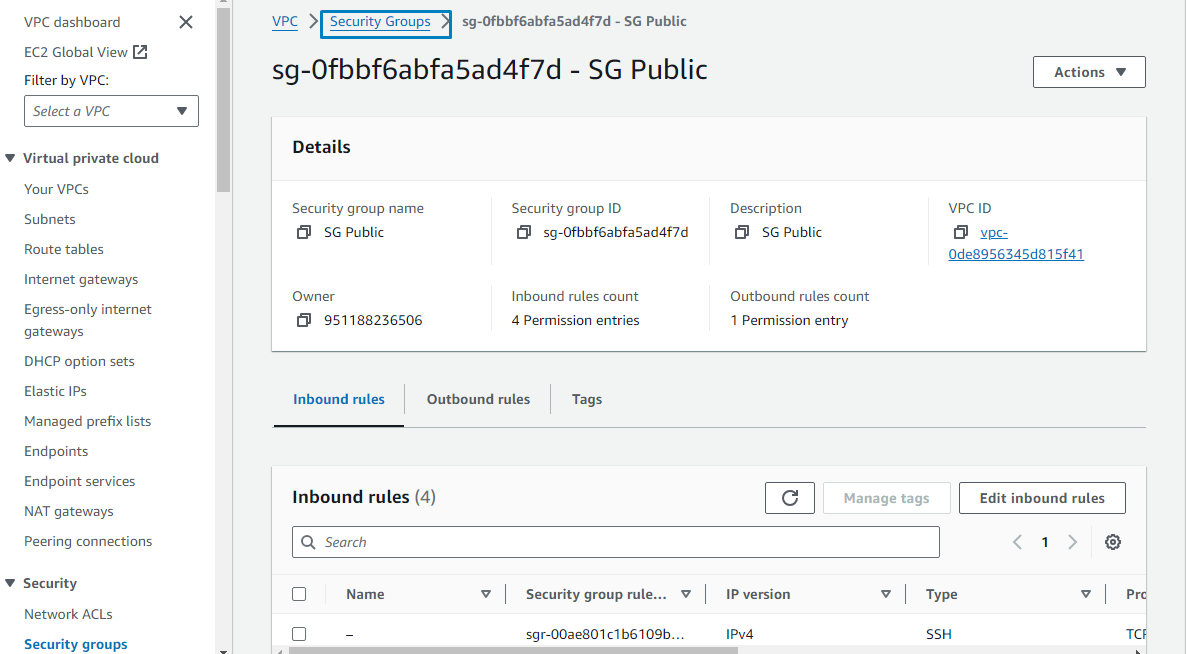 VPC dashboard
EC2 Global View
Filter by VPC:
Select a VPC
Virtual private cloud
Your VPCs
Subnets
Route tables
Internet gateways
Egress-only internet
gateways
DHCP option sets
Elastic IPs
Managed prefix lists
Endpoints
Endpoint services
NAT gateways
Peering connections
Security
Network ACLs
Security groups
VPC > Security Groups > sg-0fbbf6abfa5ad4f7d - SG Public
sg-0fbbf6abfa5ad4f7d - SG Public
Actions
Details
Security group name
SG Public
Security group ID
sg-0fbbf6abfa5ad4f7d
Description
SG Public
VPC ID
vpc-
0de8956345d815f41
Owner
951188236506
Inbound rules count
4 Permission entries
Outbound rules count
1 Permission entry
Inbound rules Outbound rules Tags
Inbound rules (4)
Manage tags Edit inbound rules
Search
1
Name Security group rule... IP version Type Pro
– sgr-00ae801c1b6109b... IPv4 SSH TCP